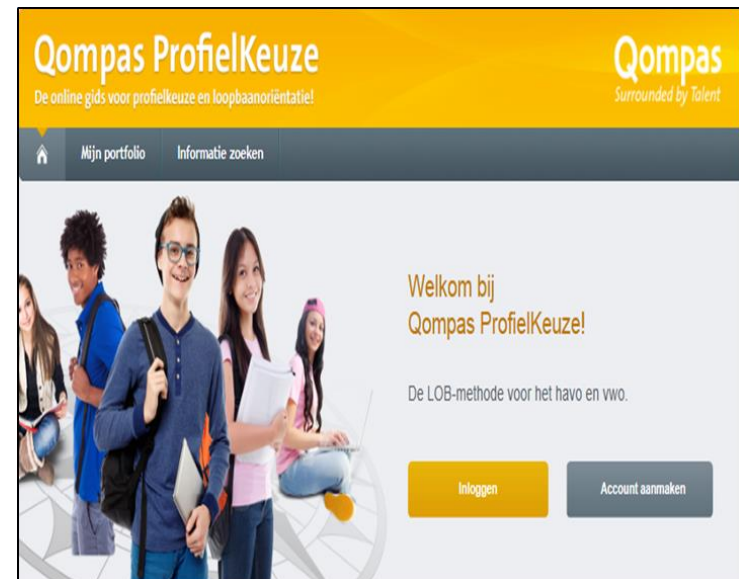 Qompas ProfielKeuze
De online gids voor profielkeuze en loopbaanoriëntatie!
Qompas
Surrounded by Talent
Mijn portfolio
Informatie zoeken
Welkom bij
Qompas ProfielKeuze!
De LOB-methode voor het havo en vwo.
Inloggen
Account aanmaken